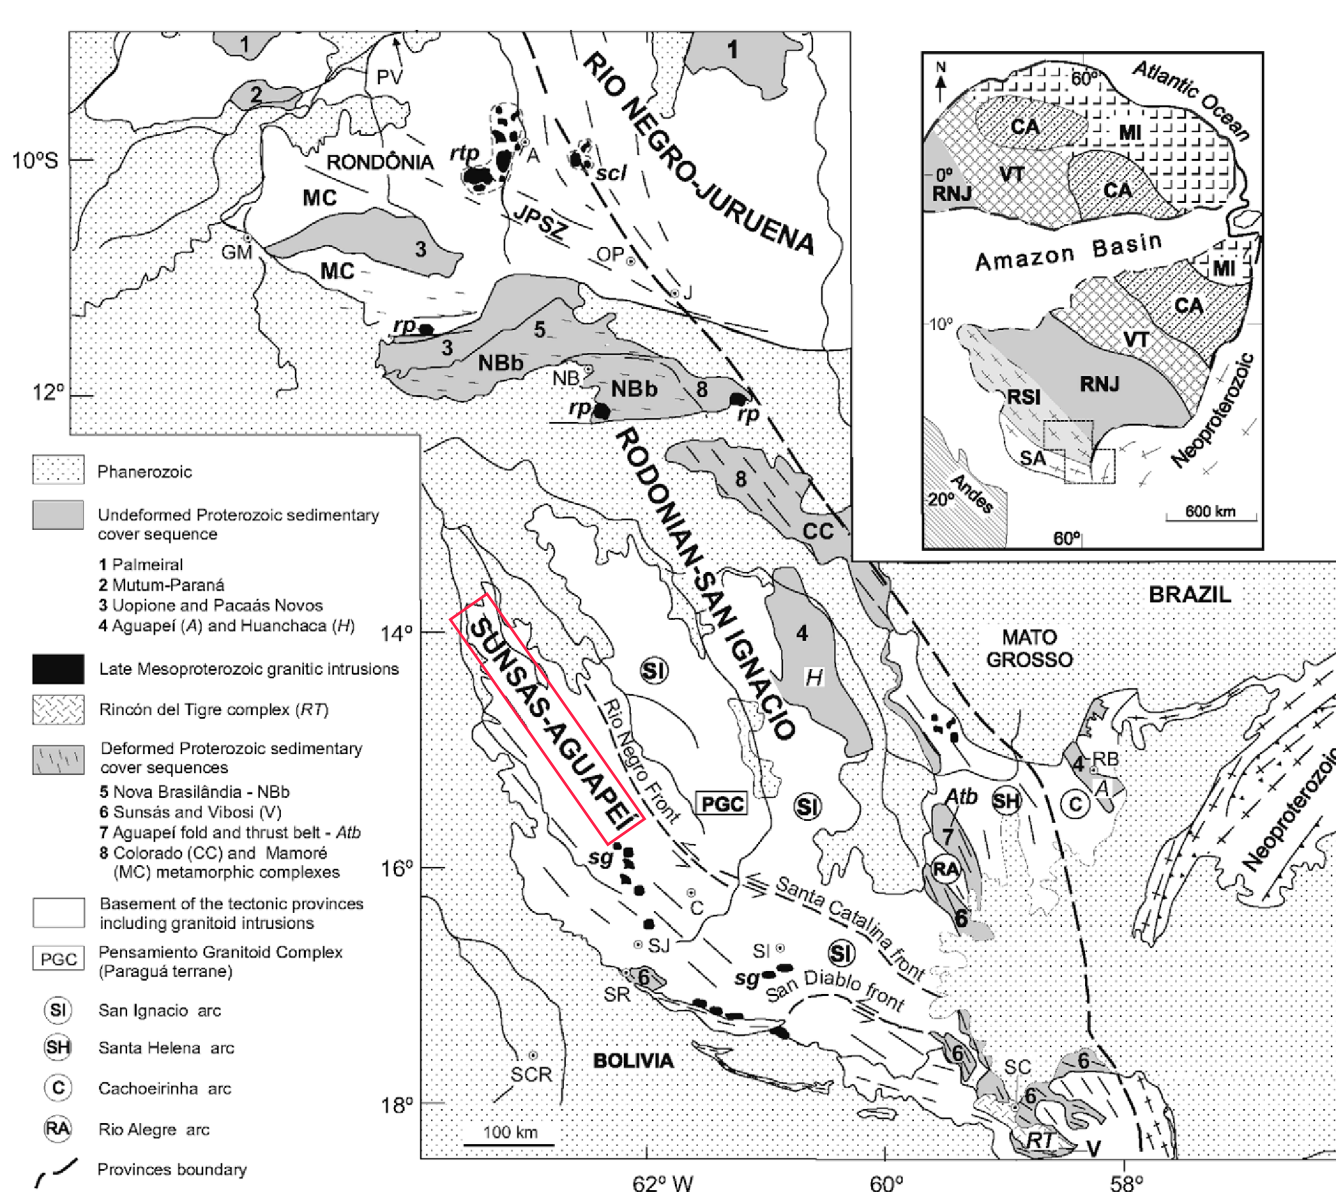 1
1
PV
2
RIO NEGRO-JURUENA
10ºS
RONDÔNIA
rtp
A
scl
MC
JPSZ
GM
3
OP
MC
J
rp
5
3
NBb
NB
NBb
8
12º
rp
rp
RODONIAN-SAN IGNACIO
8
CC
N
60º
Atlantic Ocean
CA
MI
0º
VT
RNJ
CA
Amazon Basin
MI
CA
10º
VT
RNJ
RSI
Neoproterozoic
SA
Andes
20º
600 km
60º
Phanerozoic
Undeformed Proterozoic sedimentary
cover sequence
1 Palmeiral
2 Mutum-Paraná
3 Uopione and Pacaás Novos
4 Aguapeí (A) and Huanchaca (H)
Late Mesoproterozoic granitic intrusions
Rincón del Tigre complex (RT)
Deformed Proterozoic sedimentary
cover sequences
5 Nova Brasilândia - NBb
6 Sunsás and Vibosi (V)
7 Aguapeí fold and thrust belt - Atb
8 Colorado (CC) and Mamoré
(MC) metamorphic complexes
Basement of the tectonic provinces
including granitoid intrusions
PGC
Pensamiento Granitoid Complex
(Paraguá terrane)
SI
San Ignacio arc
SH
Santa Helena arc
C
Cachoeirinha arc
RA
Rio Alegre arc
Provinces boundary
BRAZIL
MATO
GROSSO
14º
SUNSÁS-AGUAPEÍ
SI
4
H
Rio Negro Front
4
RB
A
PGC
SI
Atb
SH
C
Neoproterozoic
7
16º
sg
RA
C
Santa Catalina front
6
SJ
SI
SI
sg
San Diablo front
6
SR
BOLIVIA
SCR
6
SC
6
6
18º
100 km
RT
V
62º W
60º
58º